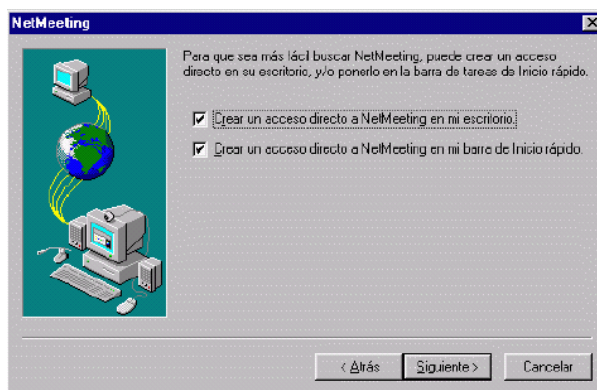 NetMeeting
Para que sea más fácil buscar NetMeeting, puede crear un acceso
directo en su escritorio, y/o ponerlo en la barra de tareas de Inicio rápido.
Crear un acceso directo a NetMeeting en mi escritorio.
Crear un acceso directo a NetMeeting en mi barra de Inicio rápido.
< Atrás
Siguiente >
Cancelar